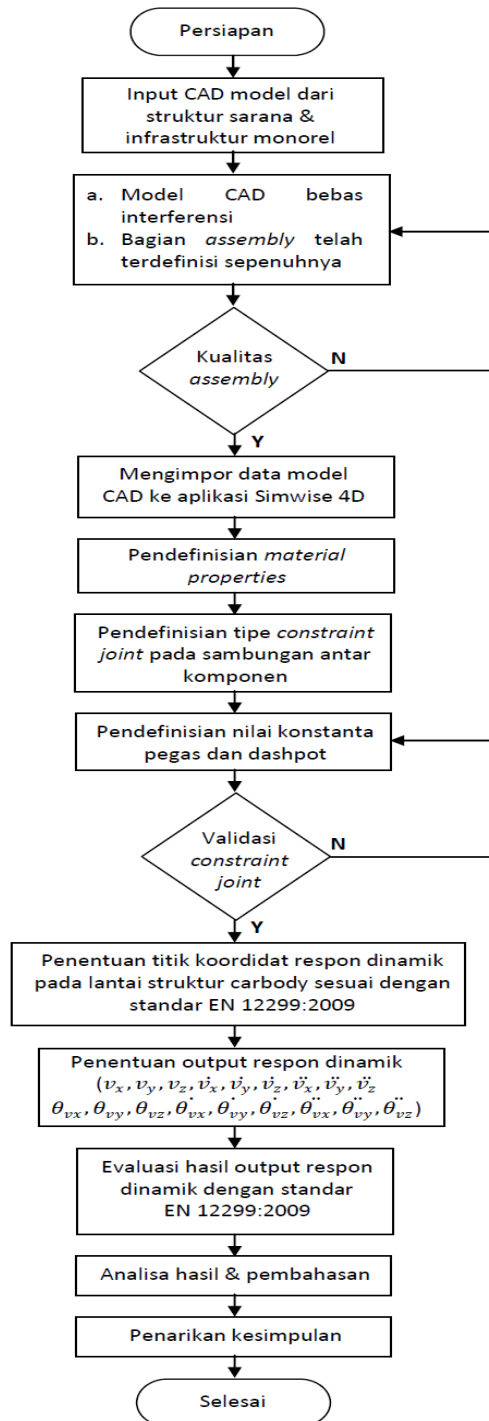 Persiapan
Input CAD model dari
struktur sarana &
infrastruktur monorel
a. Model CAD bebas
interferensi
b. Bagian assembly telah
terdefinisi sepenuhnya
Kualitas
assembly
N
Y
Mengimpor data model
CAD ke aplikasi Simwise 4D
Pendefinisian material
properties
Pendefinisian tipe constraint
joint pada sambungan antar
komponen
Pendefinisian nilai konstanta
pegas dan dashpot
Validasi
constraint
joint
N
Y
Penentuan titik koordidat respon dinamik
pada lantai struktur carbody sesuai dengan
standar EN 12299:2009
Penentuan output respon dinamik
(v_x, v_y, v_z, v̇_x, v̇_y, v̇_z, v̈_x, v̈_y, v̈_z
θ_vx, θ_vy, θ_vz, θ̇_vx, θ̇_vy, θ̇_vz, θ̈_vx, θ̈_vy, θ̈_vz)
Evaluasi hasil output respon
dinamik dengan standar
EN 12299:2009
Analisa hasil & pembahasan
Penarikan kesimpulan
Selesai